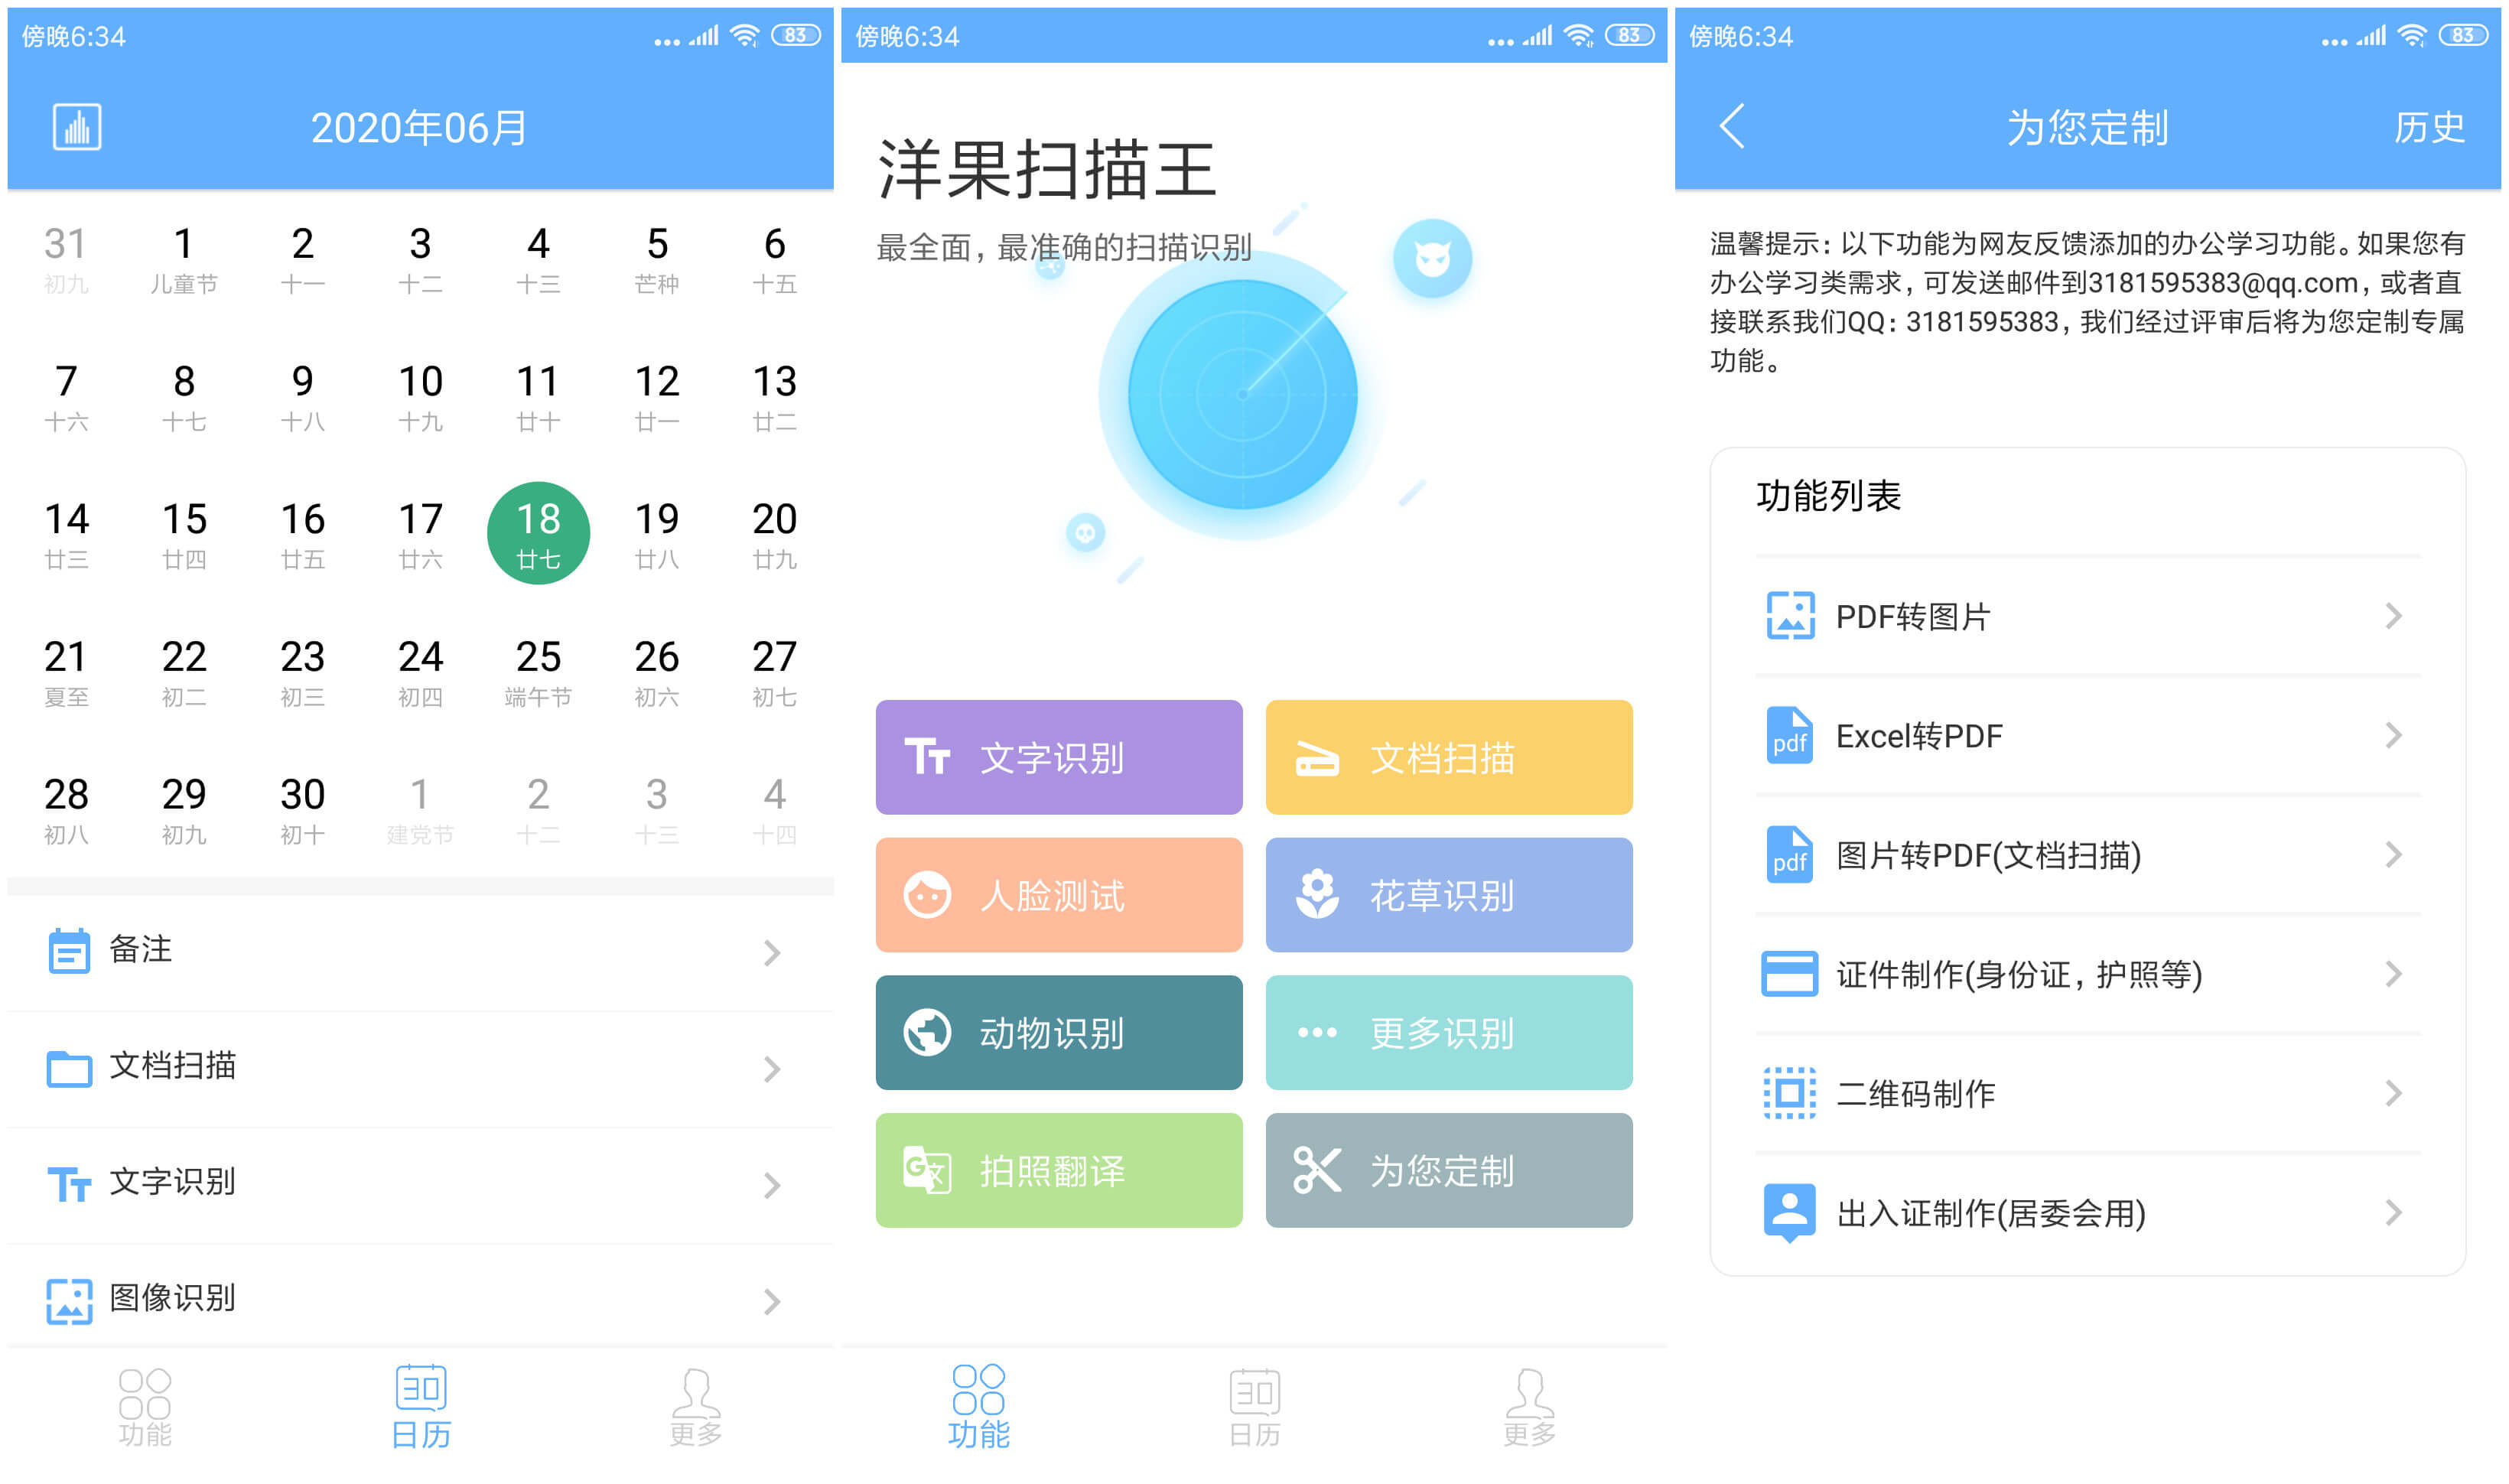 傍晚6:34
83
2020年06月
31 1 2 3 4 5 6
初九 儿童节 十一 十二 十三 芒种 十五
7 8 9 10 11 12 13
十六 十七 十八 十九 廿十 廿一 廿二
14 15 16 17 18 19 20
廿三 廿四 廿五 廿六 廿七 廿八 廿九
21 22 23 24 25 26 27
夏至 初二 初三 初四 端午节 初六 初七
28 29 30 1 2 3 4
初八 初九 初十 建党节 十二 十三 十四
备注
文档扫描
文字识别
图像识别
功能 日历 更多
傍晚6:34
83
洋果扫描王
最全面，最准确的扫描识别
文字识别 文档扫描
人脸测试 花草识别
动物识别 更多识别
拍照翻译 为您定制
功能 日历 更多
傍晚6:34
83
为您定制 历史
温馨提示：以下功能为网友反馈添加的办公学习功能。如果您有
办公学习类需求，可发送邮件到3181595383@qq.com，或者直
接联系我们QQ：3181595383，我们经过评审后将为您定制专属
功能。
功能列表
PDF转图片
pdf Excel转PDF
pdf 图片转PDF(文档扫描)
证件制作(身份证，护照等)
二维码制作
出入证制作(居委会用)